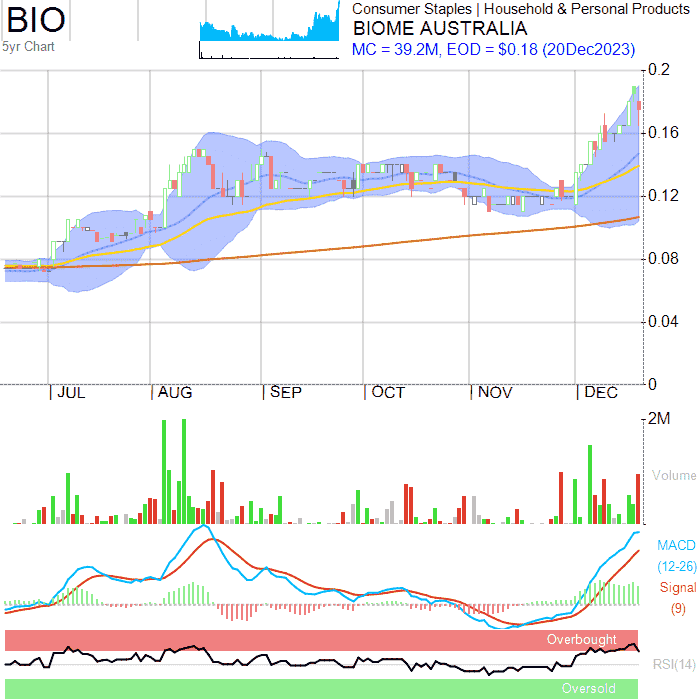 BIO
5yr Chart
Consumer Staples | Household & Personal Products
BIOME AUSTRALIA
MC = 39.2M, EOD = $0.18 (20Dec2023)
0.2
0.16
0.12
0.08
0.04
0
JUL
AUG
SEP
OCT
NOV
DEC
2M
Volume
MACD
(12-26)
Signal
(9)
Overbought
RSI(14)
Oversold